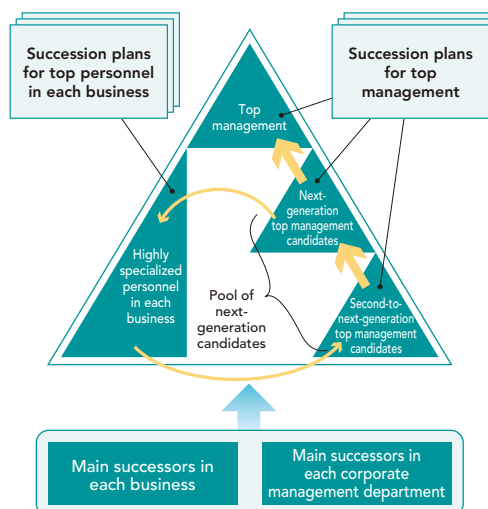 Succession plans
for top personnel
in each business
Succession plans
for top
management
Top
management
Next-
generation
top management
candidates
Highly
specialized
personnel
in each
business
Pool of
next-
generation
candidates
Second-to-
next-generation
top management
candidates
Main successors in
each business
Main successors in
each corporate
management department